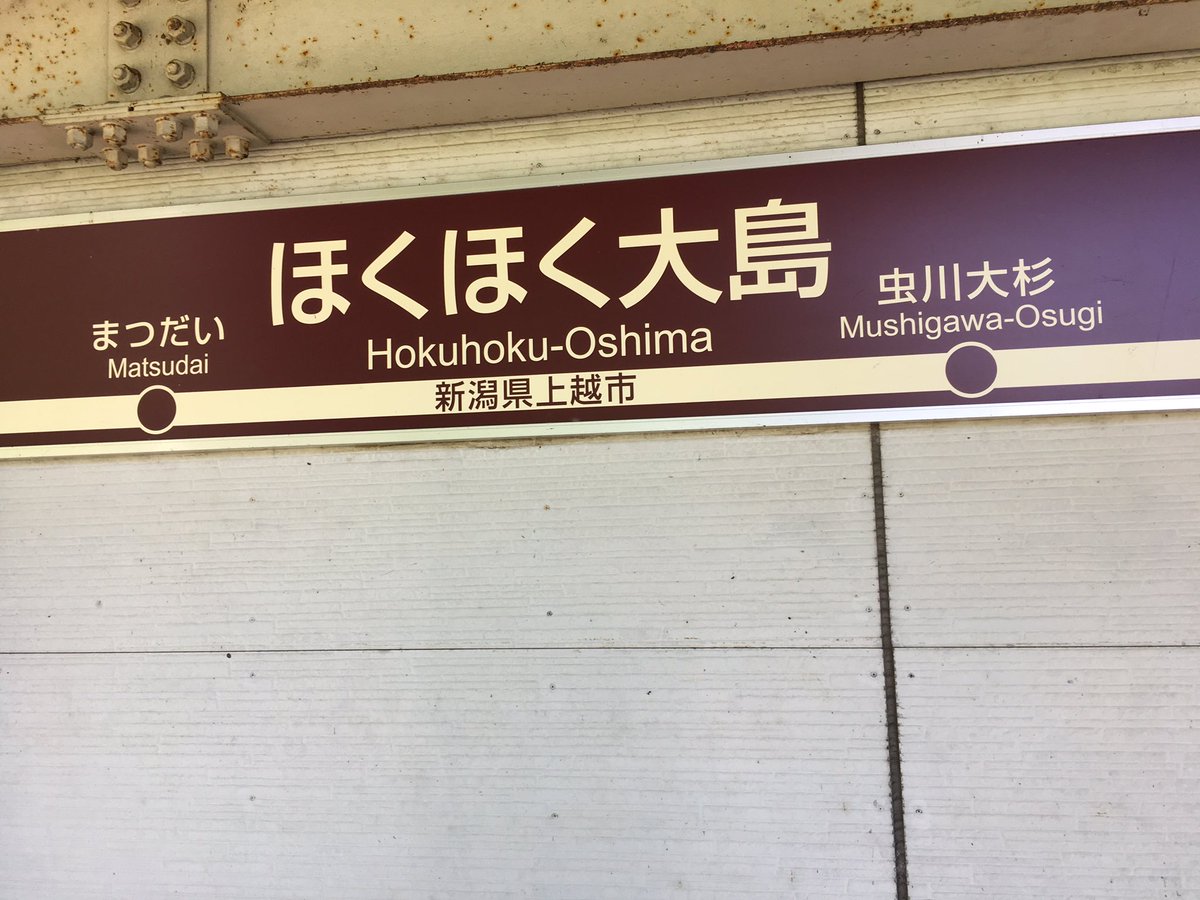 ほくほく大島
Hokuhoku-Oshima
まつだい
Matsudai
虫川大杉
Mushigawa-Osugi
新潟県上越市